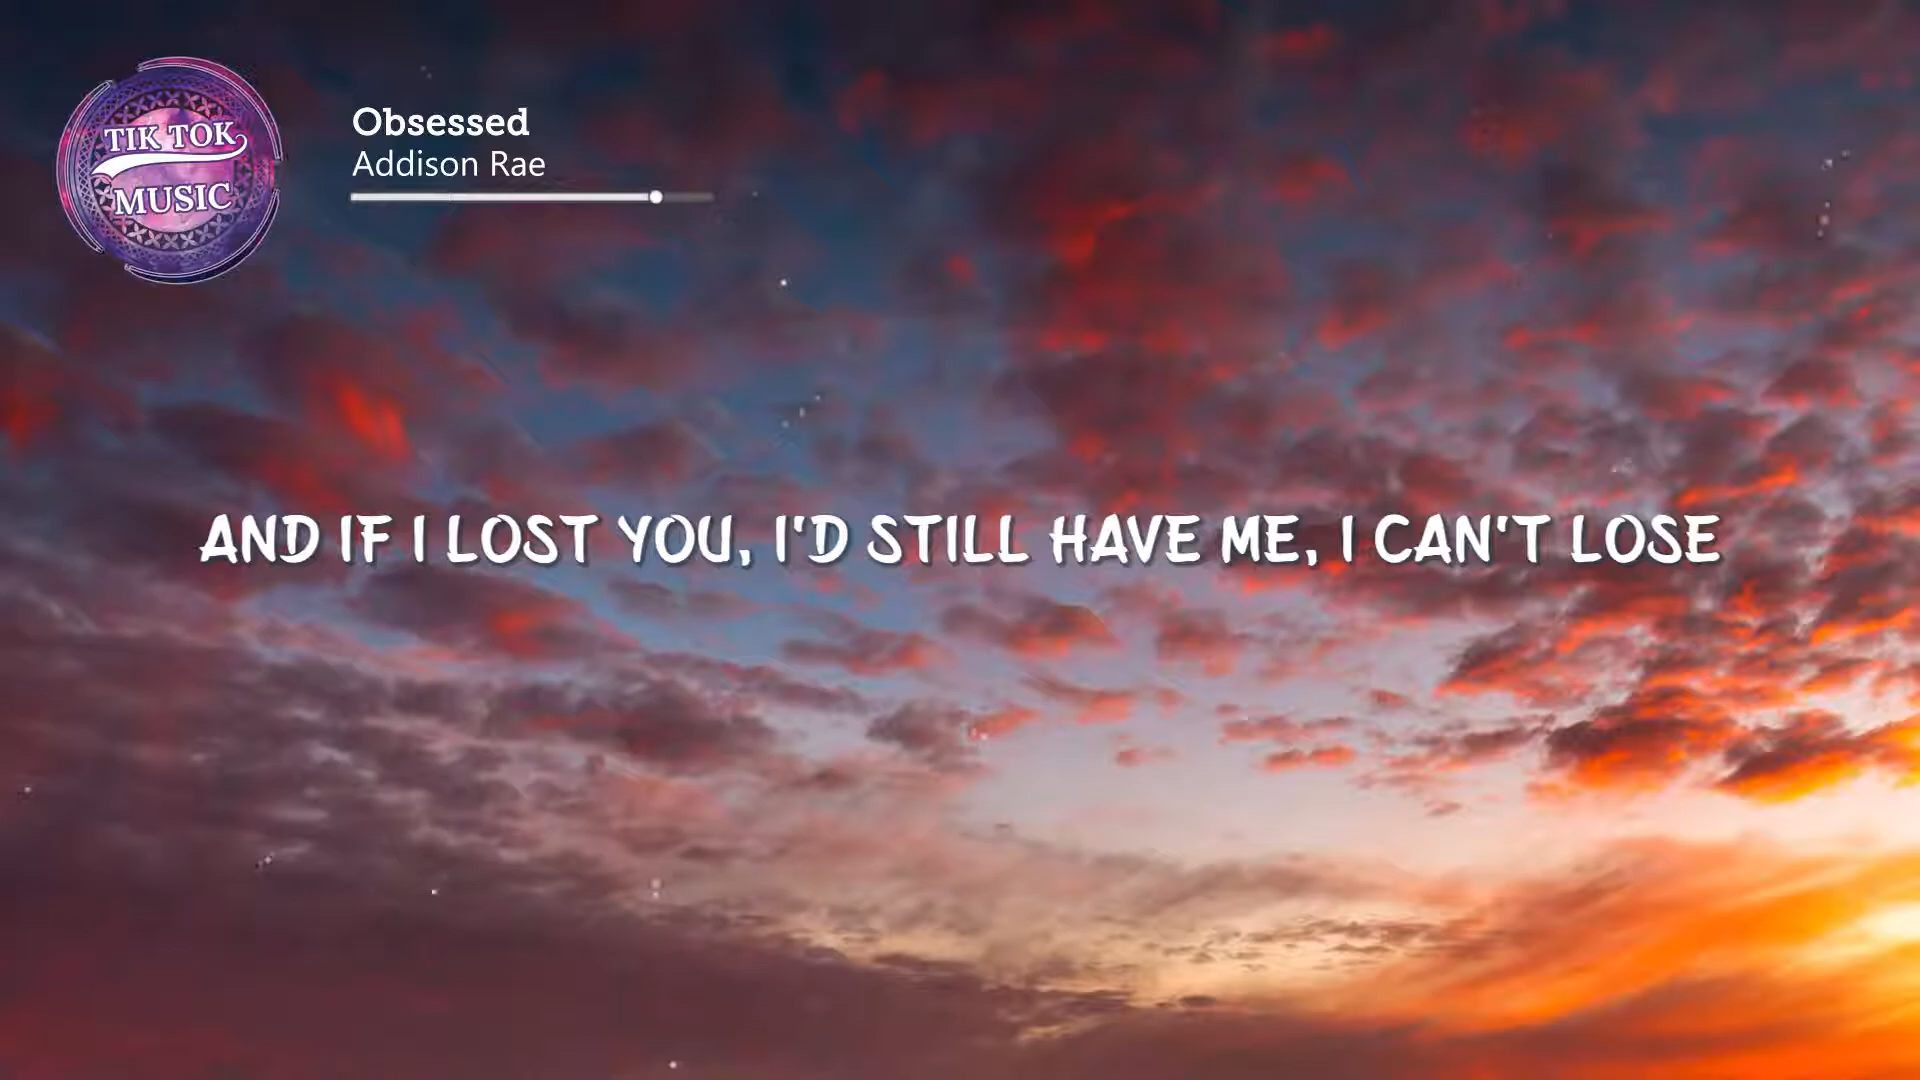 TIK TOK
MUSIC
Obsessed
Addison Rae
AND IF I LOST YOU, I'D STILL HAVE ME, I CAN'T LOSE